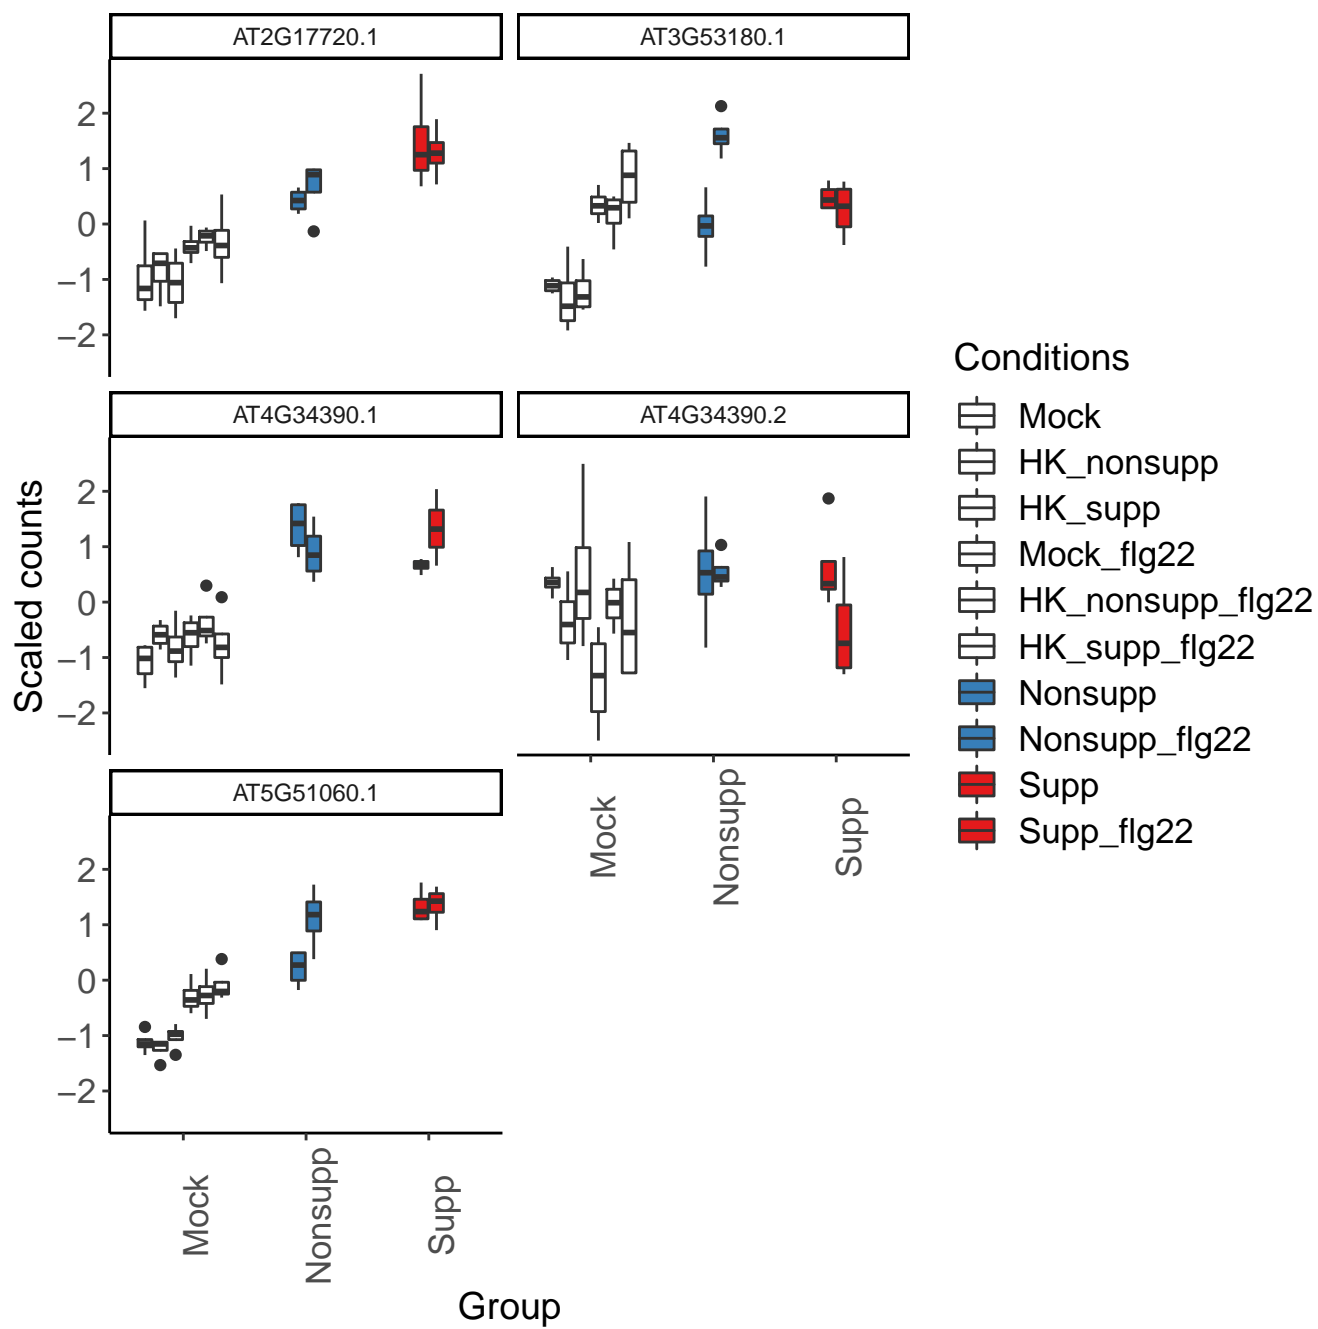 AT2G17720.1
AT3G53180.1
2
1
0
−1
−2
AT4G34390.1
AT4G34390.2
2
1
0
−1
−2
AT5G51060.1
2
1
0
−1
−2
Mock
Nonsupp
Supp
Mock
Nonsupp
Supp
Group
Scaled counts
Conditions
Mock
HK_nonsupp
HK_supp
Mock_flg22
HK_nonsupp_flg22
HK_supp_flg22
Nonsupp
Nonsupp_flg22
Supp
Supp_flg22